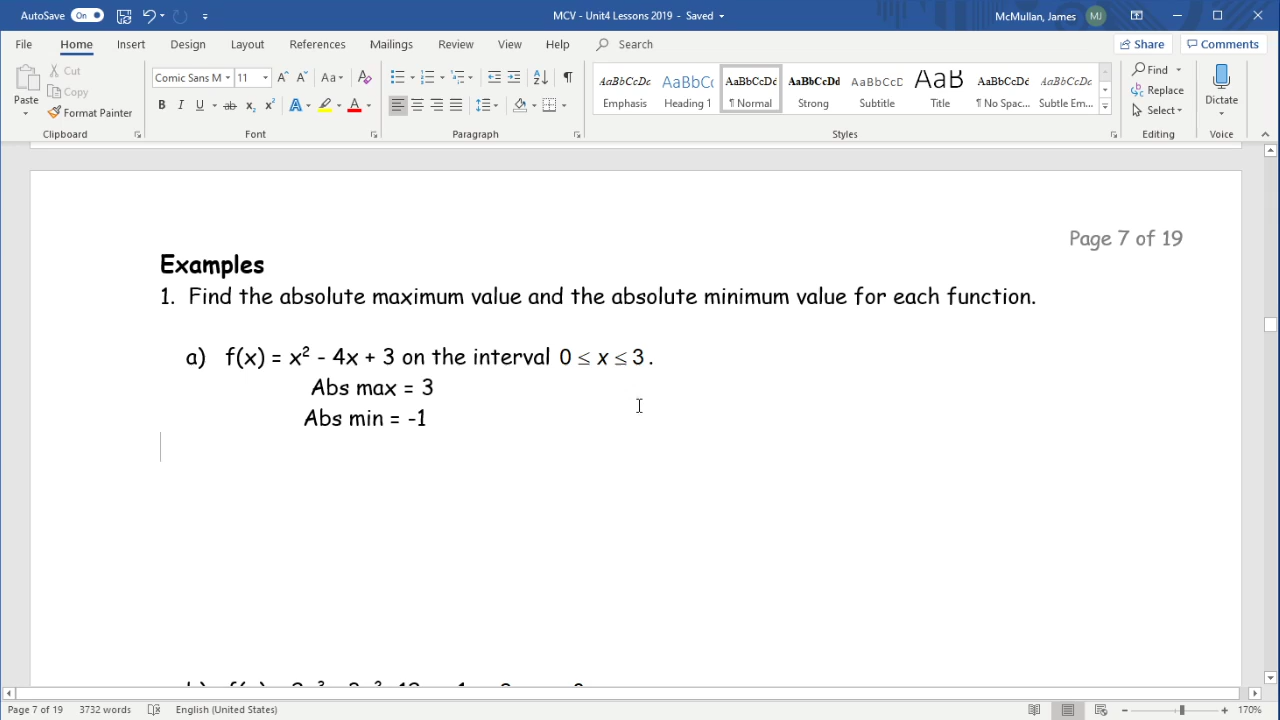 AutoSave On
MCV - Unit4 Lessons 2019 - Saved
McMullan, James MJ
File Home Insert Design Layout References Mailings Review View Help Search Share Comments
Paste
Cut
Copy
Format Painter
Clipboard
Comic Sans M 11
Font
Paragraph
AaBbCcDc AaBbCc AaBbCcDc AaBbCcDd AaBbCcD AaB AaBbCcDc AaBbCcDc
Emphasis Heading 1 ¶ Normal Strong Subtitle Title ¶ No Spac... Subtle Em...
Styles
Find
Replace
Select
Editing
Dictate
Voice
Page 7 of 19
Examples
1. Find the absolute maximum value and the absolute minimum value for each function.
a) f(x) = x² - 4x + 3 on the interval 0 ≤ x ≤ 3.
Abs max = 3
Abs min = -1
Page 7 of 19 3732 words English (United States) 170%